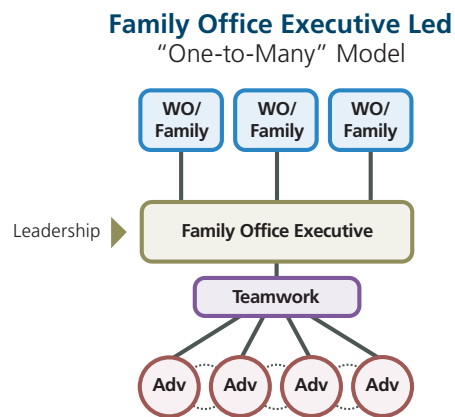 Family Office Executive Led
“One-to-Many” Model
WO/
Family
WO/
Family
WO/
Family
Leadership
Family Office Executive
Teamwork
Adv
Adv
Adv
Adv